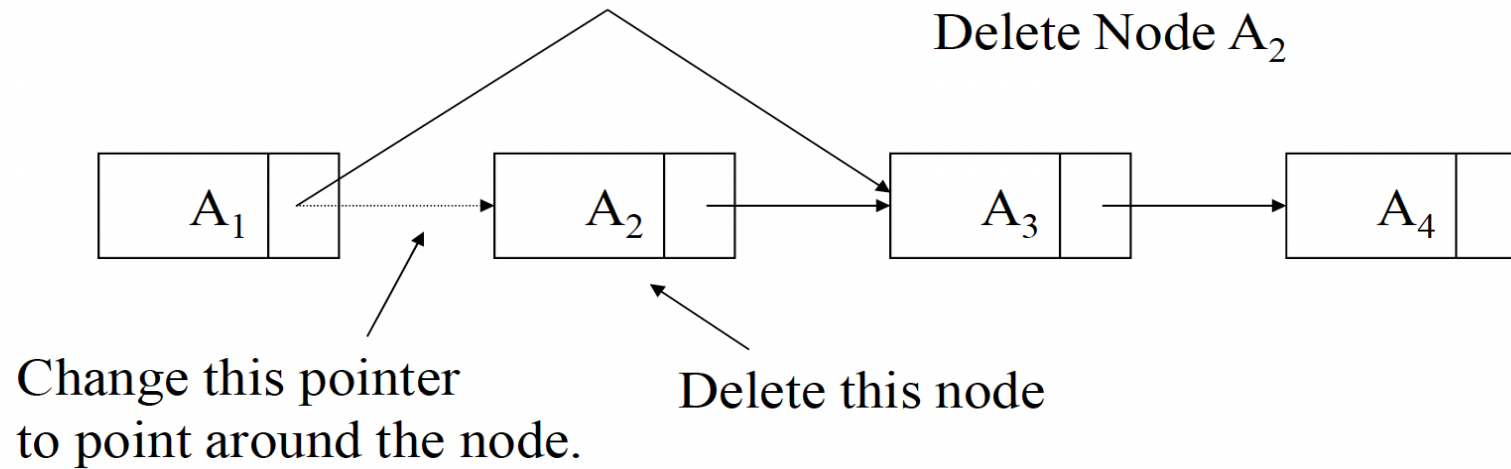 Delete Node A₂
A₁ A₂ A₃ A₄
Change this pointer
to point around the node.
Delete this node